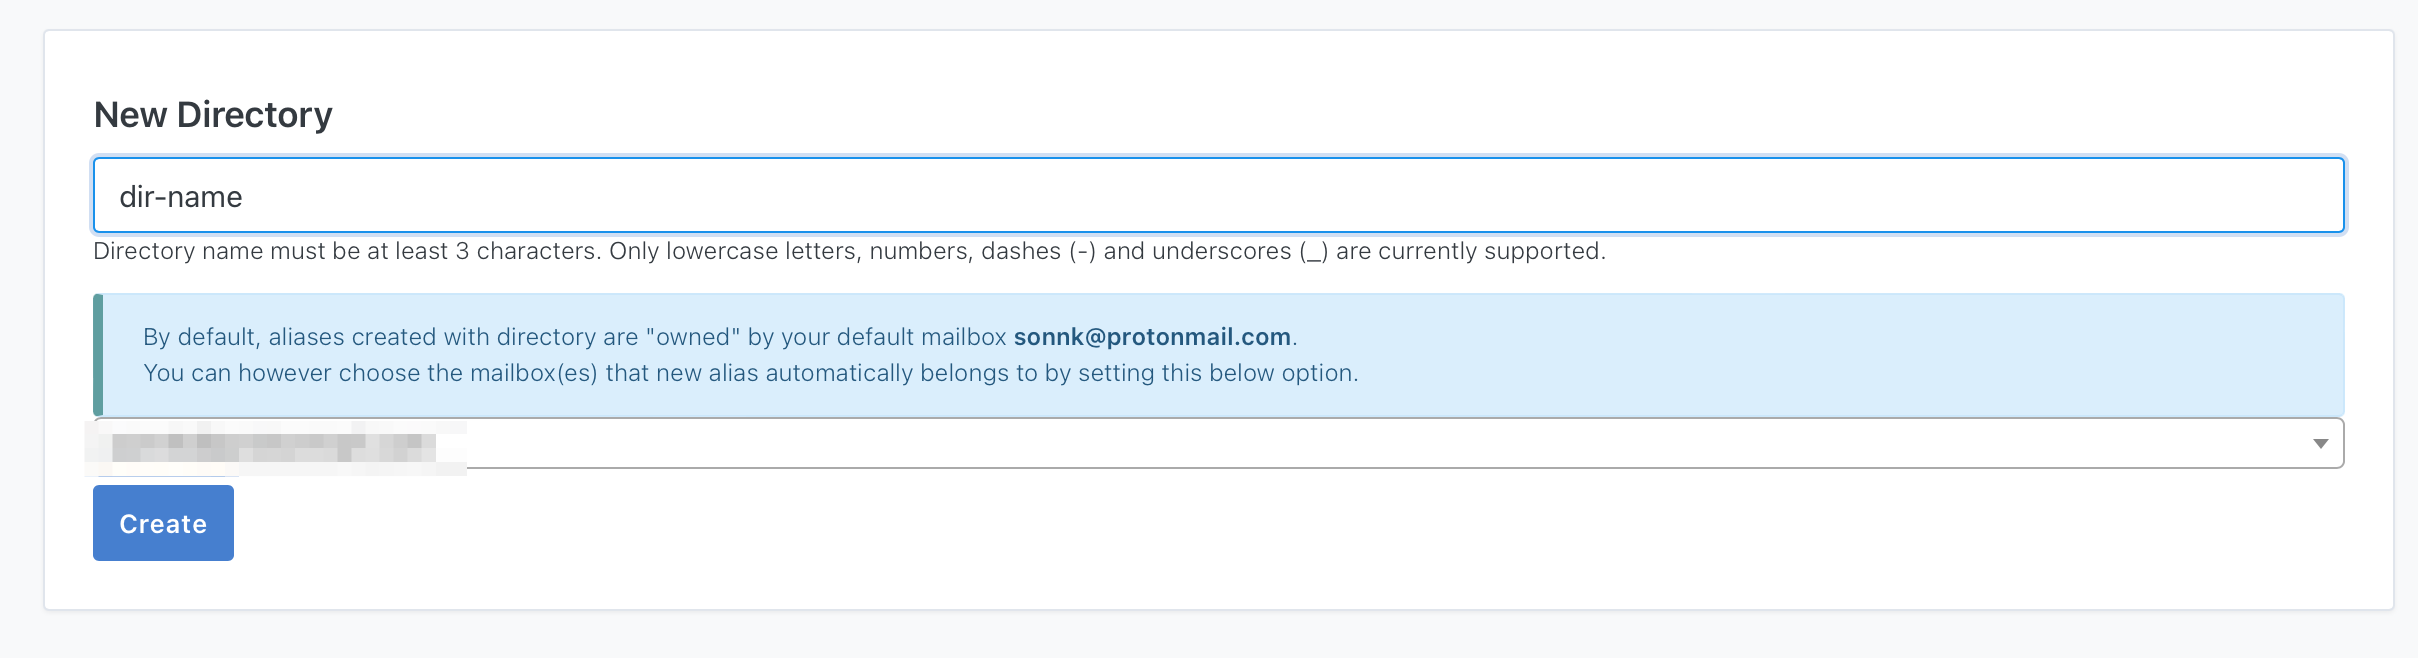 New Directory
dir-name
Directory name must be at least 3 characters. Only lowercase letters, numbers, dashes (-) and underscores (_) are currently supported.
By default, aliases created with directory are "owned" by your default mailbox sonnk@protonmail.com.
You can however choose the mailbox(es) that new alias automatically belongs to by setting this below option.
Create